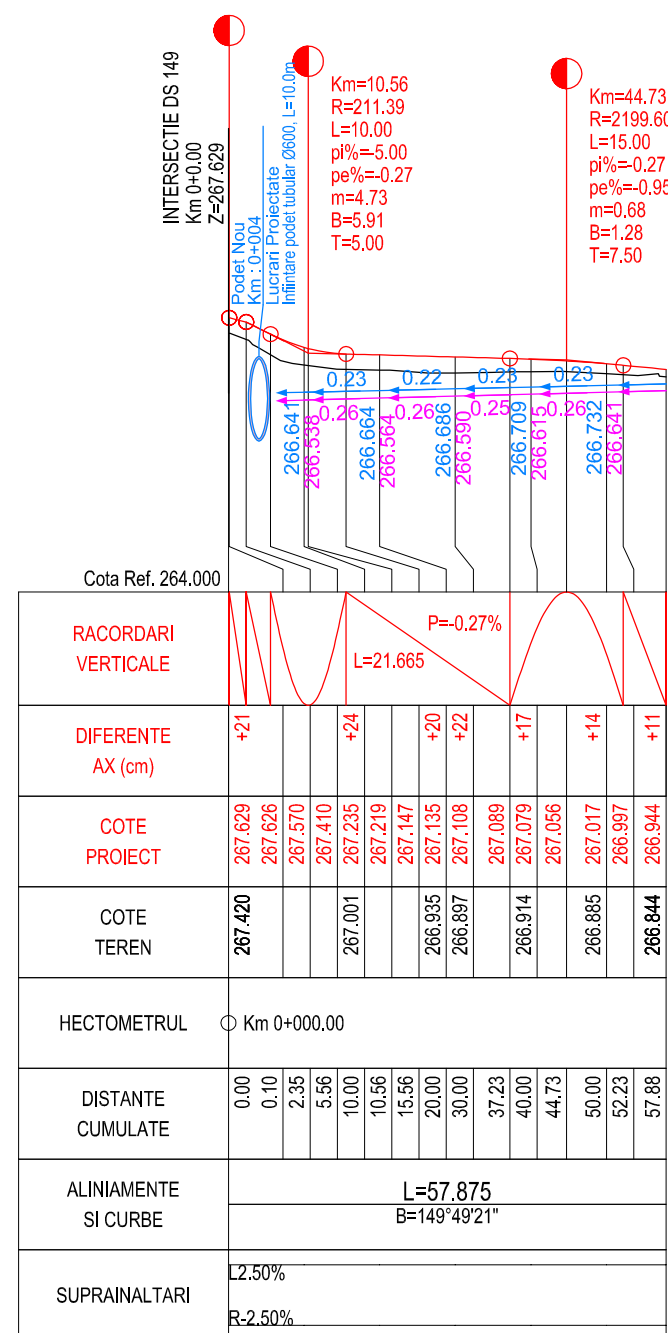 INTERSECTIE DS 149
Km 0+0.00
Z=267.629
Podet Nou
Km : 0+004
Lucrari Proiectate
Infiintare podet tubular Ø600, L=10.0m
Km=10.56
R=211.39
L=10.00
pi%=-5.00
pe%=-0.27
m=4.73
B=5.91
T=5.00
Km=44.73
R=2199.60
L=15.00
pi%=-0.27
pe%=-0.95
m=0.68
B=1.28
T=7.50
0.23 0.22 0.23 0.23
0.26 0.26 0.25 0.26
266.641 266.538 266.664 266.564 266.686 266.590 266.709 266.615 266.732 266.641
Cota Ref. 264.000
RACORDARI
VERTICALE
L=21.665
P=-0.27%
DIFERENTE
AX (cm)
+21 +24 +20 +22 +17 +14 +11
COTE
PROIECT
267.629 267.626 267.570 267.410 267.235 267.219 267.147 267.135 267.108 267.089 267.079 267.056 267.017 266.997 266.944
COTE
TEREN
267.420 267.001 266.935 266.897 266.914 266.885 266.844
HECTOMETRUL
Km 0+000.00
DISTANTE
CUMULATE
0.00 0.10 2.35 5.56 10.00 10.56 15.56 20.00 30.00 37.23 40.00 44.73 50.00 52.23 57.88
ALINIAMENTE
SI CURBE
L=57.875
B=149°49'21"
SUPRAINALTARI
L2.50%
R-2.50%